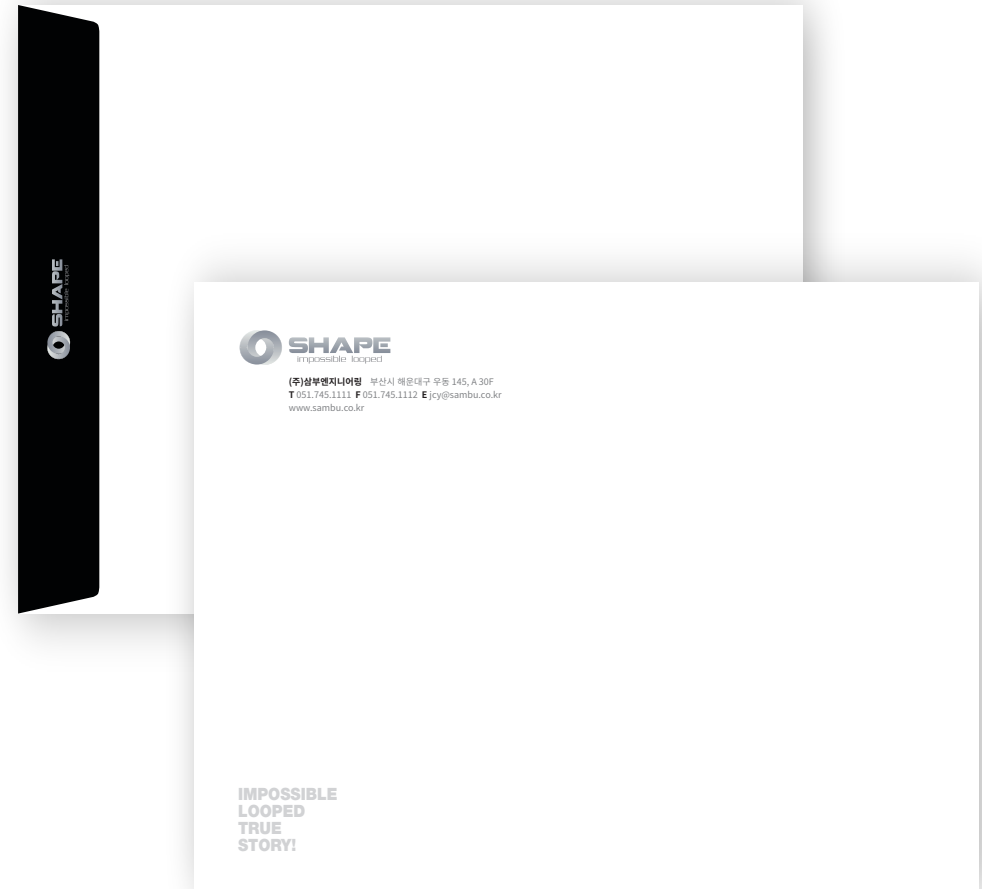 SHAPE
impossible looped
SHAPE
impossible looped
(주)삼부엔지니어링 부산시 해운대구 우동 145, A 30F
T 051.745.1111 F 051.745.1112 E jcy@sambu.co.kr
www.sambu.co.kr
IMPOSSIBLE
LOOPED
TRUE
STORY!